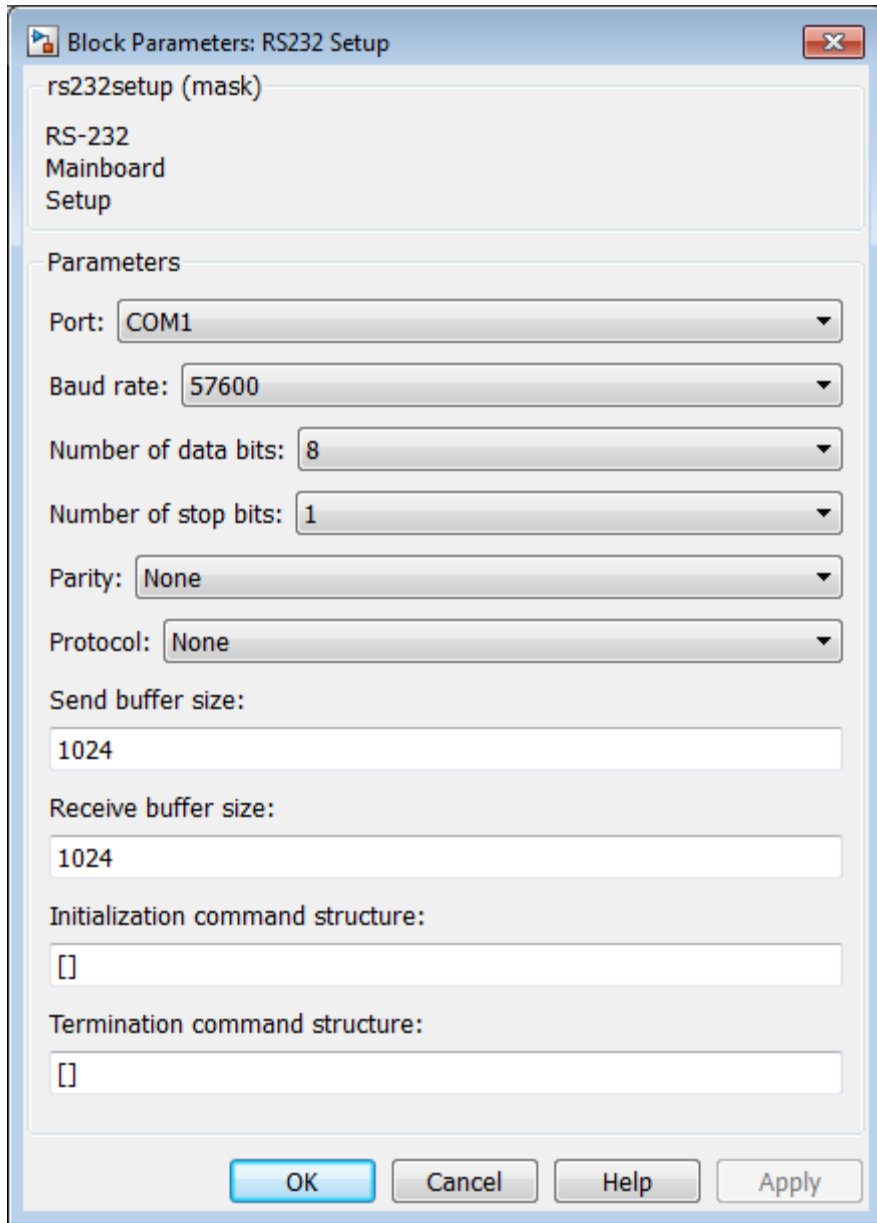 Block Parameters: RS232 Setup
rs232setup (mask)
RS-232
Mainboard
Setup
Parameters
Port: COM1
Baud rate: 57600
Number of data bits: 8
Number of stop bits: 1
Parity: None
Protocol: None
Send buffer size:
1024
Receive buffer size:
1024
Initialization command structure:
[]
Termination command structure:
[]
OK Cancel Help Apply